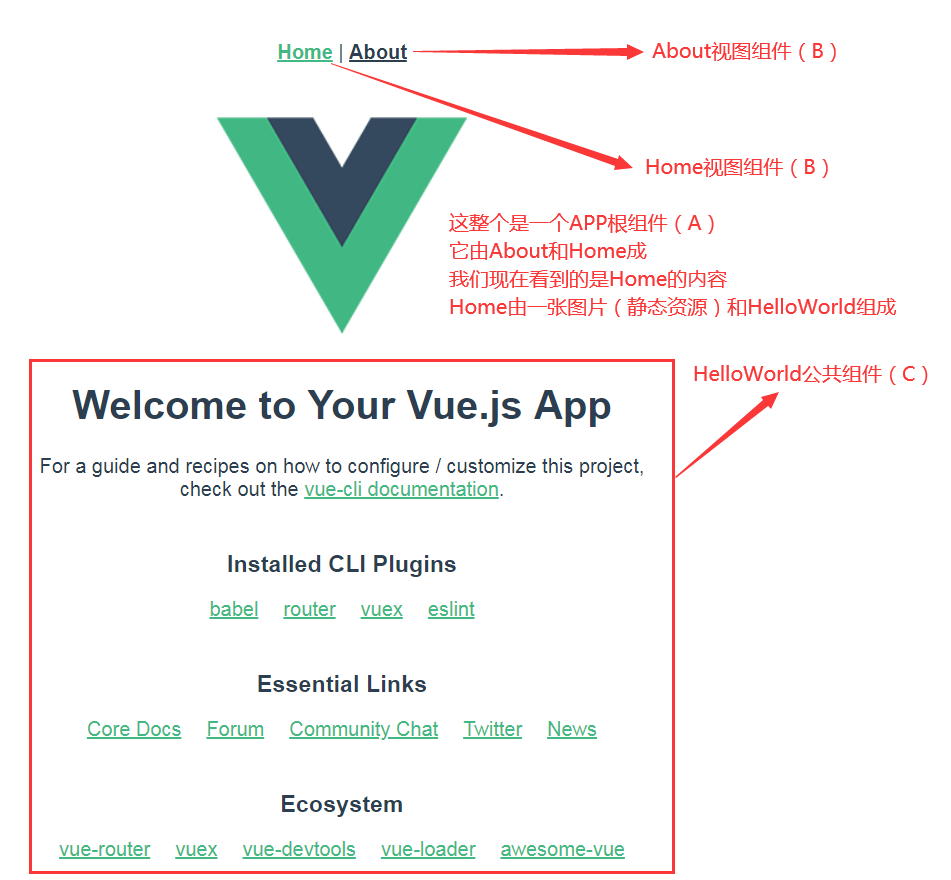 Home | About
About视图组件（B）
Home视图组件（B）
这整个是一个APP根组件（A）
它由About和Home成
我们现在看到的是Home的内容
Home由一张图片（静态资源）和HelloWorld组成
HelloWorld公共组件（C）
Welcome to Your Vue.js App
For a guide and recipes on how to configure / customize this project,
check out the vue-cli documentation.
Installed CLI Plugins
babel router vuex eslint
Essential Links
Core Docs Forum Community Chat Twitter News
Ecosystem
vue-router vuex vue-devtools vue-loader awesome-vue